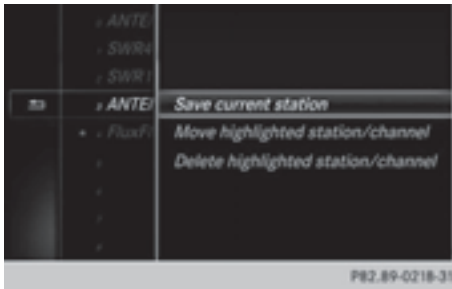 ANTE
SWR4
SWR1
ANTE
FluxF
Save current station
Move highlighted station/channel
Delete highlighted station/channel
P82.89-0218-31